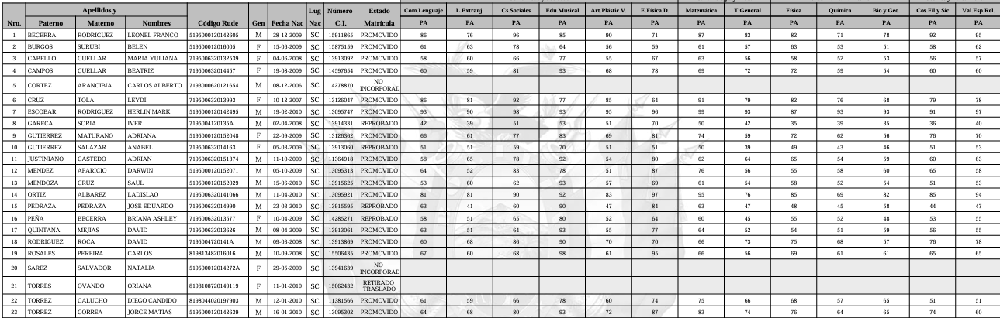 Apellidos y Lug Número Estado Com.Lenguaje L.Extranj. Cs.Sociales Edu.Musical Art.Plástic.V. E.Física.D. Matemática T.General Física Química Bio y Geo. Cos.Fil y Sic Val.Esp.Rel.
Nro. Paterno Materno Nombres Código Rude Gen Fecha Nac Nac C.I. Matrícula PA PA PA PA PA PA PA PA PA PA PA PA PA
1 BECERRA RODRIGUEZ LEONEL FRANCO 5195000120142605 M 28-12-2009 SC 15911865 PROMOVIDO 86 76 96 85 90 71 87 83 82 71 78 92 95
2 BURGOS SURUBI BELEN 519500012016005 F 15-06-2009 SC 15875159 PROMOVIDO 61 63 78 64 56 59 61 57 63 53 51 58 62
3 CABELLO CUELLAR MARIA YULIANA 7195006320132539 F 04-06-2008 SC 13913092 PROMOVIDO 58 60 66 77 55 67 63 56 58 52 53 56 57
4 CAMPOS CUELLAR BEATRIZ 719500632014457 F 19-08-2009 SC 14597654 PROMOVIDO 60 59 81 93 68 78 69 72 72 59 54 60 60
5 CORTEZ ARANCIBIA CARLOS ALBERTO 7193000620121654 M 08-12-2006 SC 14278870 NO INCORPORAD
6 CRUZ TOLA LEYDI 719500632013993 F 10-12-2007 SC 13126047 PROMOVIDO 86 81 92 77 85 64 91 79 82 76 68 79 78
7 ESCOBAR RODRIGUEZ HERLIN MARK 5195000120142495 M 19-02-2010 SC 13095747 PROMOVIDO 93 90 98 93 95 96 99 93 87 93 93 91 97
8 GARECA SORIA IVER 719500412013​5A M 02-04-2008 SC 13914331 REPROBADO 42 39 51 53 51 70 50 42 35 39 35 36 40
9 GUTIERREZ MATURANO ADRIANA 7195006320152048 F 22-09-2009 SC 13126362 PROMOVIDO 66 61 77 83 69 81 74 59 72 62 56 76 70
10 GUTIERREZ SALAZAR ANABEL 719500632014163 F 05-03-2009 SC 13913060 REPROBADO 51 51 59 70 51 51 50 39 49 43 46 51 53
11 JUSTINIANO CASTEDO ADRIAN 7195006320151374 M 11-10-2009 SC 11364918 PROMOVIDO 58 65 78 92 54 80 62 64 65 54 59 60 63
12 MENDEZ APARICIO DARWIN 5195000120152071 M 05-10-2009 SC 13095313 PROMOVIDO 64 52 83 78 51 87 76 56 55 58 60 65 58
13 MENDOZA CRUZ SAUL 5195000120152029 M 15-06-2010 SC 13915625 PROMOVIDO 53 60 62 93 57 69 61 54 58 52 54 53 51
14 ORTIZ ALBAREZ LADISLAO 7195006320141066 M 11-04-2010 SC 13095921 PROMOVIDO 81 81 90 92 83 97 95 76 85 69 82 85 94
15 PEDRAZA PEDRAZA JOSE EDUARDO 719500632014990 M 23-03-2010 SC 13915595 REPROBADO 63 41 60 90 47 84 63 47 48 45 58 44 47
16 PEÑA BECERRA BRIANA ASHLEY 719500632013577 F 10-04-2009 SC 14285271 REPROBADO 58 51 65 80 52 64 60 45 55 52 48 53 55
17 QUINTANA MEJIAS DAVID 719500632013626 M 08-04-2009 SC 13913061 PROMOVIDO 63 51 64 93 55 77 64 52 54 51 59 56 55
18 RODRIGUEZ ROCA DAVID 71950047201​41A M 09-03-2008 SC 13913869 PROMOVIDO 60 68 86 90 70 70 66 73 75 68 57 76 78
19 ROSALES PEREIRA CARLOS 819813482016016 M 10-09-2008 SC 15506435 PROMOVIDO 67 60 68 98 61 95 66 56 69 61 61 65 65
20 SAREZ SALVADOR NATALIA 519500012014272A F 29-05-2009 SC 13941639 NO INCORPORAD
21 TORRES OVANDO ORIANA 8198108720149119 F 11-01-2010 SC 15062432 RETIRADO TRASLADO
22 TORREZ CALUCHO DIEGO CANDIDO 81980440201979​03 M 12-01-2010 SC 11381566 PROMOVIDO 61 59 66 78 60 74 75 66 68 57 65 51 51
23 TORREZ CORREA JORGE MATIAS 5195000120142639 M 16-01-2010 SC 13095302 PROMOVIDO 64 68 80 93 72 87 83 74 76 64 64 72 60